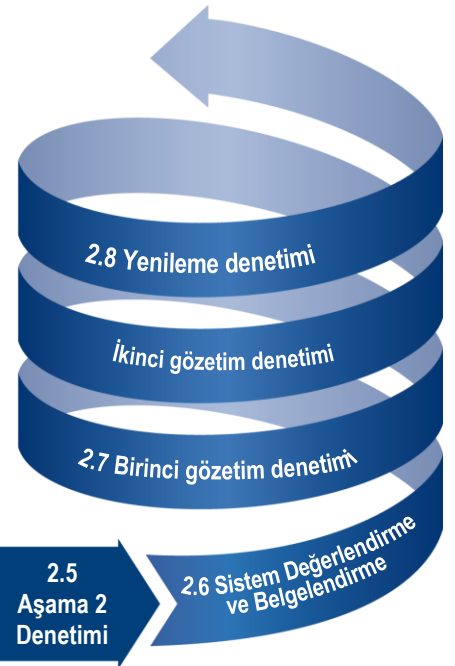 2.8 Yenileme denetimi
İkinci gözetim denetimi
2.7 Birinci gözetim denetimi
2.5
Aşama 2
Denetimi
2.6 Sistem Değerlendirme
ve Belgelendirme